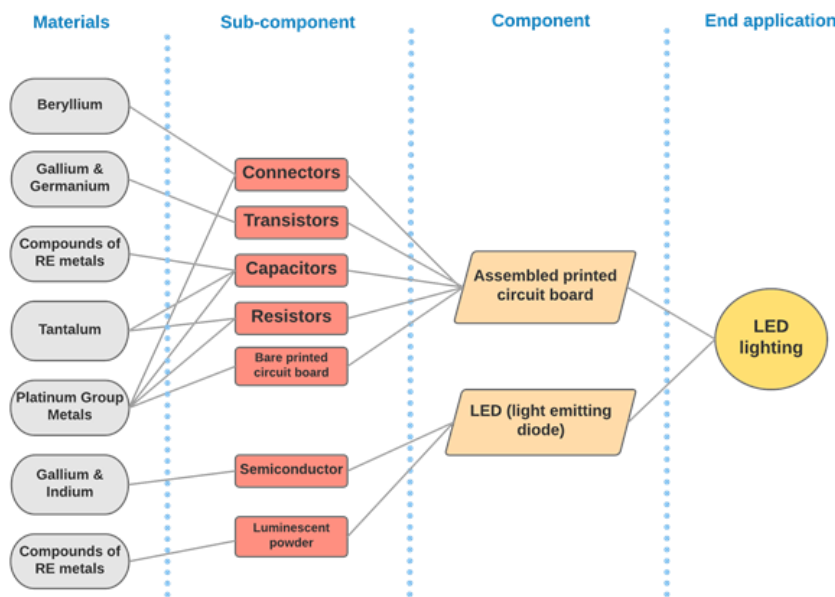 Materials
Sub-component
Component
End application
Beryllium
Gallium &
Germanium
Compounds of
RE metals
Tantalum
Platinum Group
Metals
Gallium &
Indium
Compounds of
RE metals
Connectors
Transistors
Capacitors
Resistors
Bare printed
circuit board
Semiconductor
Luminescent
powder
Assembled printed
circuit board
LED (light emitting
diode)
LED
lighting